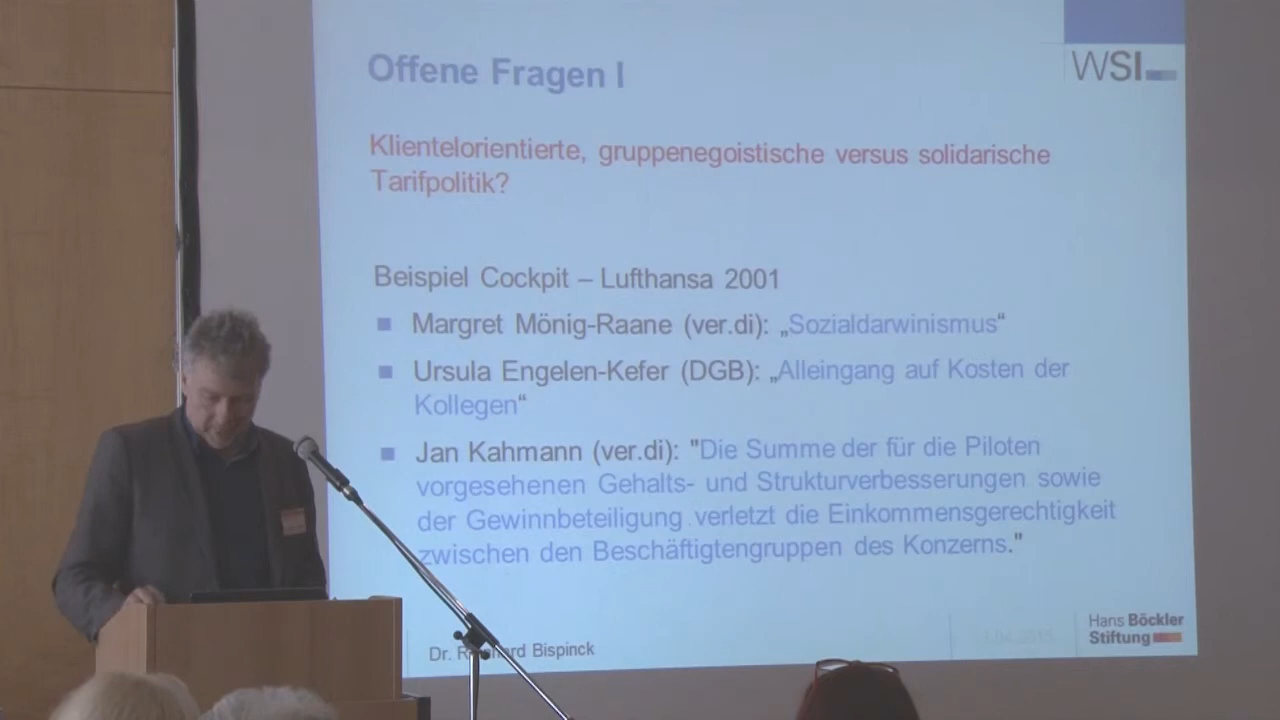 Offene Fragen I
WSI
Klientelorientierte, gruppenegoistische versus solidarische
Tarifpolitik?
Beispiel Cockpit – Lufthansa 2001
Margret Mönig-Raane (ver.di): „Sozialdarwinismus“
Ursula Engelen-Kefer (DGB): „Alleingang auf Kosten der
Kollegen“
Jan Kahmann (ver.di): "Die Summe der für die Piloten
vorgesehenen Gehalts- und Strukturverbesserungen sowie
der Gewinnbeteiligung verletzt die Einkommensgerechtigkeit
zwischen den Beschäftigtengruppen des Konzerns."
Dr. Bispinck
Hans Böckler
Stiftung